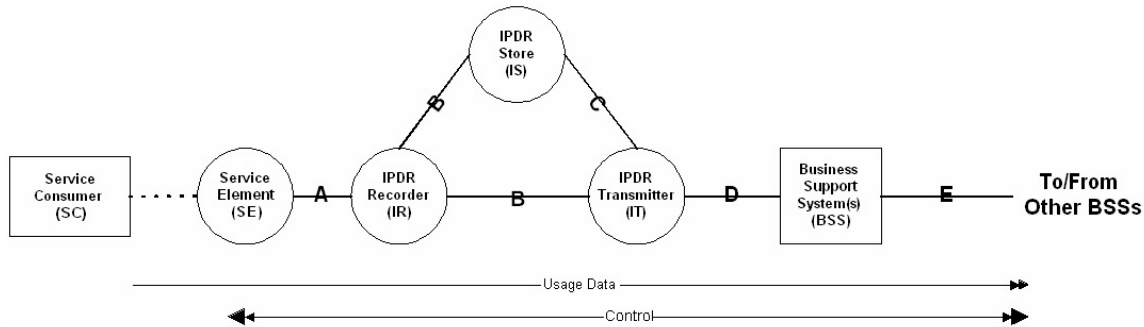 IPDR
Store
(IS)
B
C
Service
Consumer
(SC)
Service
Element
(SE)
A
IPDR
Recorder
(IR)
B
IPDR
Transmitter
(IT)
D
Business
Support
System(s)
(BSS)
E
To/From
Other BSSs
Usage Data
Control